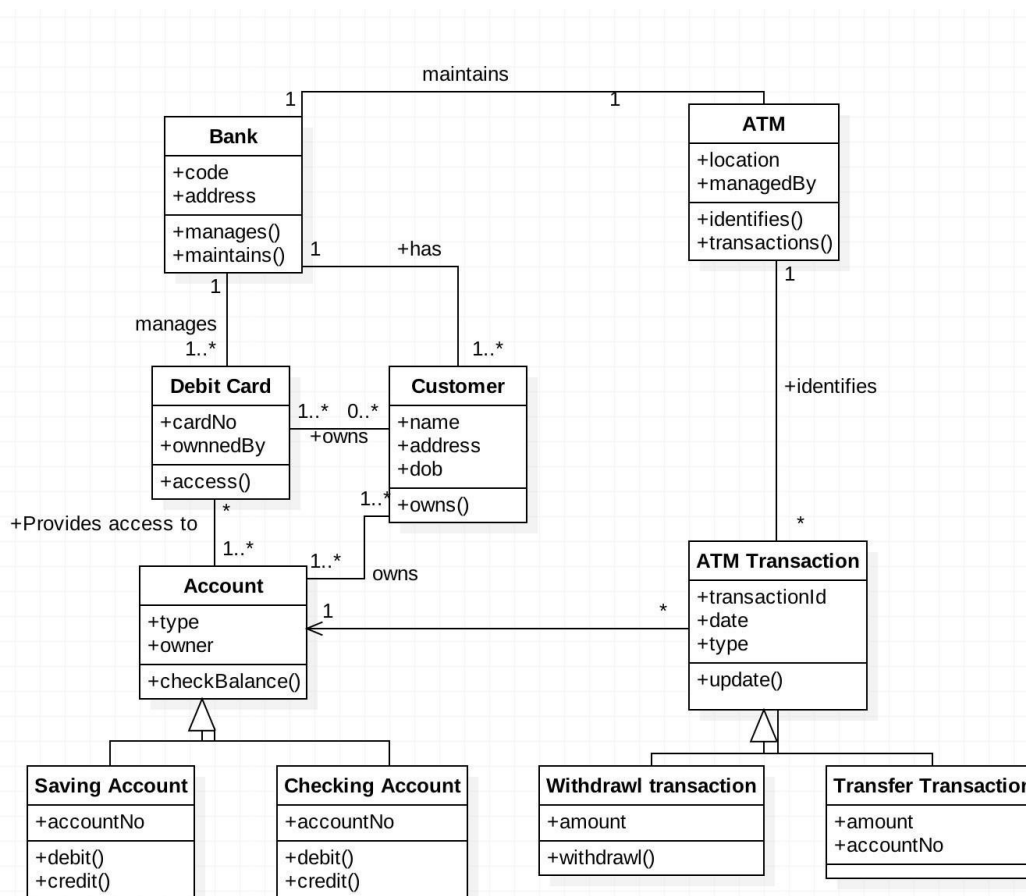 maintains
1
1
Bank
+code
+address
+manages()
+maintains()
ATM
+location
+managedBy
+identifies()
+transactions()
1
+has
1
1
manages
1..*
1..*
+identifies
Debit Card
+cardNo
+ownnedBy
+access()
1..*
0..*
+owns
Customer
+name
+address
+dob
+owns()
*
+Provides access to
1..*
1..*
1..*
owns
*
Account
+type
+owner
+checkBalance()
1
*
ATM Transaction
+transactionId
+date
+type
+update()
Saving Account
+accountNo
+debit()
+credit()
Checking Account
+accountNo
+debit()
+credit()
Withdrawl transaction
+amount
+withdrawl()
Transfer Transaction
+amount
+accountNo